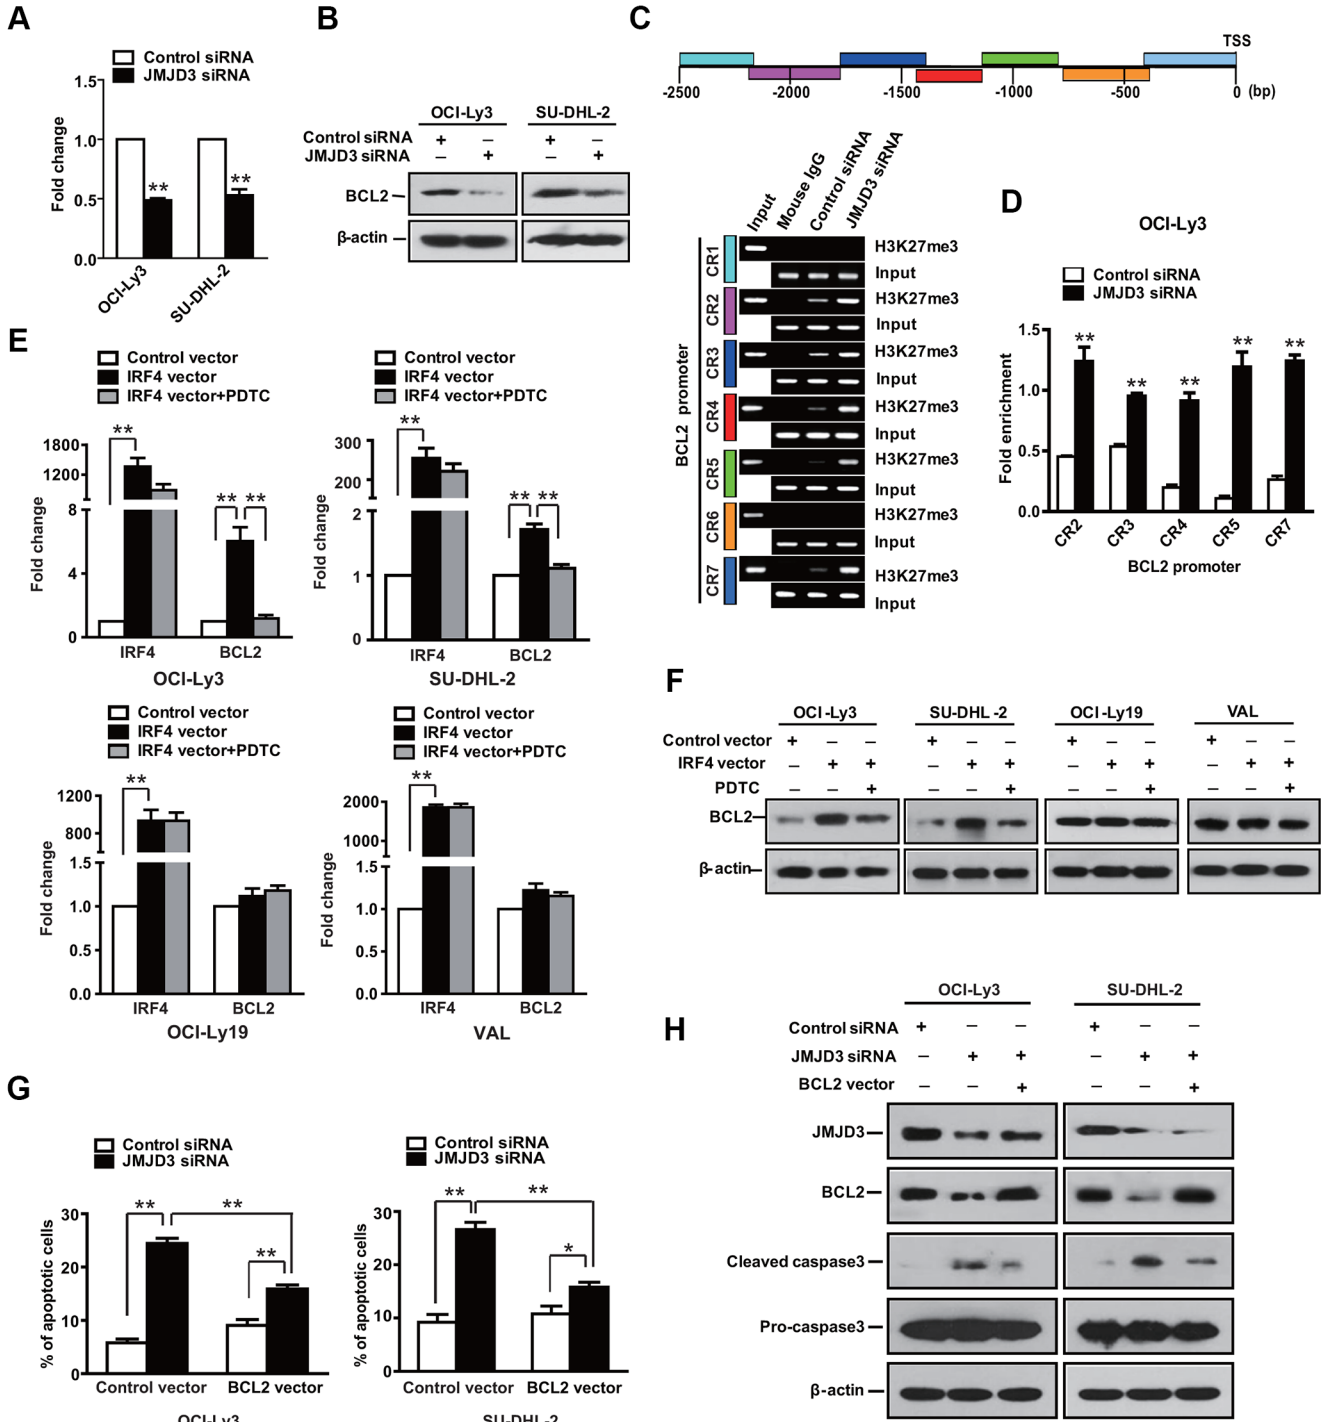 A
Control siRNA
JMJD3 siRNA
Fold change
1.5
1.0
0.5
0.0
**
**
OCI-Ly3
SU-DHL-2
B
OCI-Ly3
SU-DHL-2
Control siRNA + – + –
JMJD3 siRNA – + – +
BCL2
β-actin
C
TSS
-2500 -2000 -1500 -1000 -500 0 (bp)
Input
Mouse IgG
Control siRNA
JMJD3 siRNA
BCL2 promoter
CR1
H3K27me3
Input
CR2
H3K27me3
Input
CR3
H3K27me3
Input
CR4
H3K27me3
Input
CR5
H3K27me3
Input
CR6
H3K27me3
Input
CR7
H3K27me3
Input
D
OCI-Ly3
Control siRNA
JMJD3 siRNA
Fold enrichment
1.5
1.0
0.5
0.0
** ** ** ** **
CR2 CR3 CR4 CR5 CR7
BCL2 promoter
E
Control vector
IRF4 vector
IRF4 vector+PDTC
Fold change
1800
1200
8
4
0
**
** **
IRF4 BCL2
OCI-Ly3
Control vector
IRF4 vector
IRF4 vector+PDTC
Fold change
300
200
2
1
0
**
** **
IRF4 BCL2
SU-DHL-2
Control vector
IRF4 vector
IRF4 vector+PDTC
Fold change
1200
800
1.5
1.0
0.5
0.0
**
IRF4 BCL2
OCI-Ly19
Control vector
IRF4 vector
IRF4 vector+PDTC
Fold change
2000
1000
1.5
1.0
0.5
0.0
**
IRF4 BCL2
VAL
F
OCI-Ly3 SU-DHL-2 OCI-Ly19 VAL
Control vector + – – + – – + – – + – –
IRF4 vector – + + – + + – + + – + +
PDTC – – + – – + – – + – – +
BCL2
β-actin
G
Control siRNA
JMJD3 siRNA
% of apoptotic cells
30
20
10
0
** **
**
Control vector BCL2 vector
OCI-Ly3
Control siRNA
JMJD3 siRNA
% of apoptotic cells
30
20
10
0
** **
*
Control vector BCL2 vector
SU-DHL-2
H
OCI-Ly3 SU-DHL-2
Control siRNA + – – + – –
JMJD3 siRNA – + + – + +
BCL2 vector – – + – – +
JMJD3
BCL2
Cleaved caspase3
Pro-caspase3
β-actin